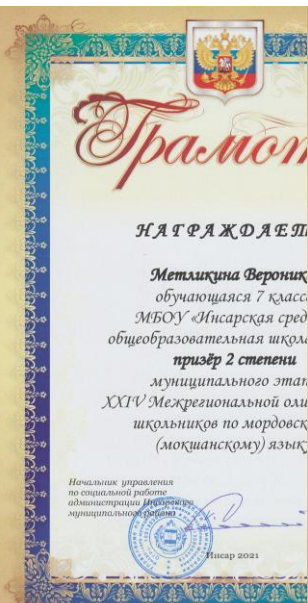 Грамот
НАГРАЖДАЕТ
Метликина Вероник
обучающаяся 7 класс
МБОУ «Инсарская сред
общеобразовательная школ
призёр 2 степени
муниципального этап
XXIV Межрегиональной оли
школьников по мордовск
(мокшанскому) язык
Начальник управления
по социальной работе
администрации Инсарского
муниципального района
Инсар 2021